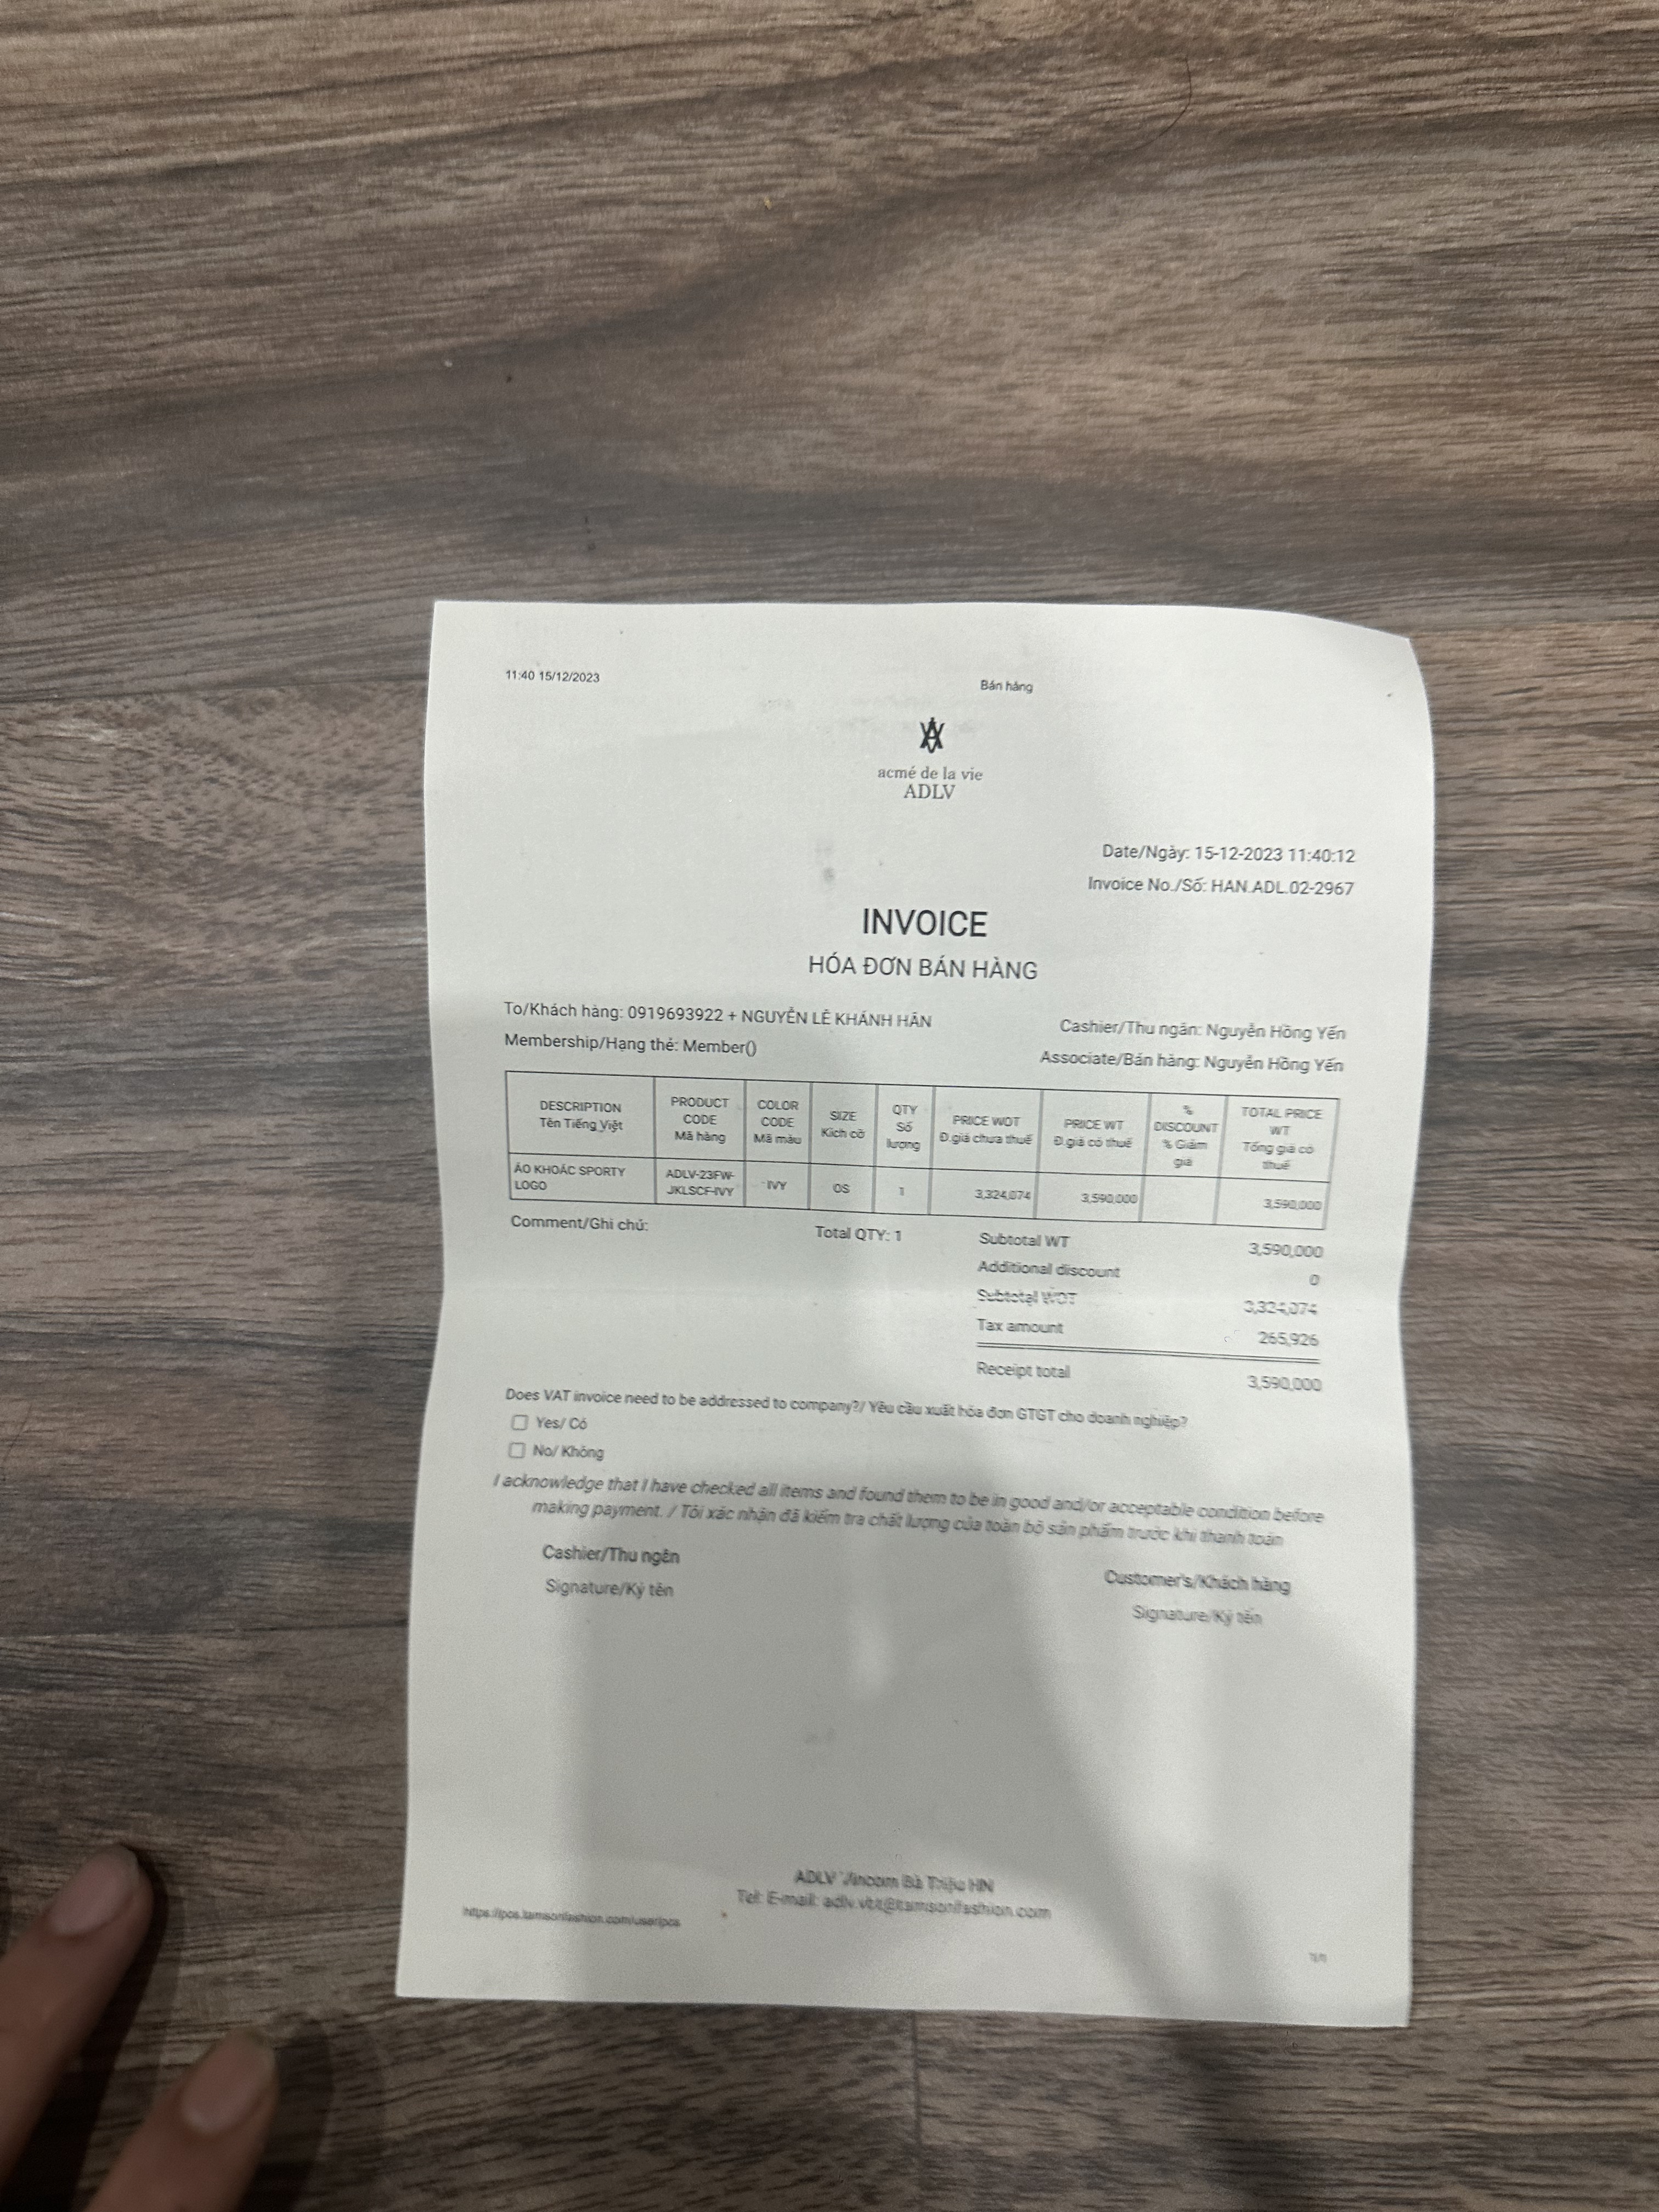 11:40 15/12/2023
Bán hàng
acmé de la vie
ADLV
Date/Ngày: 15-12-2023 11:40:12
Invoice No./Số: HAN.ADL.02-2967
INVOICE
HÓA ĐƠN BÁN HÀNG
To/Khách hàng: 0919693922 + NGUYỄN LÊ KHÁNH HÂN
Cashier/Thu ngân: Nguyễn Hồng Yến
Membership/Hạng thẻ: Member()
Associate/Bán hàng: Nguyễn Hồng Yến
DESCRIPTION Tên Tiếng Việt
PRODUCT CODE Mã hàng
COLOR CODE Mã màu
SIZE Kích cỡ
QTY Số lượng
PRICE WOT Đ.giá chưa thuế
PRICE WT Đ.giá có thuế
% DISCOUNT % Giảm giá
TOTAL PRICE WT Tổng giá có thuế
ÁO KHOÁC SPORTY LOGO
ADLV-23FW-JKLSCF-IVY
IVY
OS
1
3,324,074
3,590,000
3,590,000
Comment/Ghi chú:
Total QTY: 1
Subtotal WT 3,590,000
Additional discount 0
Subtotal WOT 3,324,074
Tax amount 265,926
Receipt total 3,590,000
Does VAT invoice need to be addressed to company?/ Yêu cầu xuất hóa đơn GTGT cho doanh nghiệp?
Yes/ Có
No/ Không
I acknowledge that I have checked all items and found them to be in good and/or acceptable condition before
making payment. / Tôi xác nhận đã kiểm tra chất lượng của toàn bộ sản phẩm trước khi thanh toán
Cashier/Thu ngân
Customer's/Khách hàng
Signature/Ký tên
Signature/Ký tên
ADLV Vincom Bà Triệu HN
Tel: E-mail: adlv.vbt@tamsonfashion.com
https://pcs.tamsonfashion.com/user/pcs